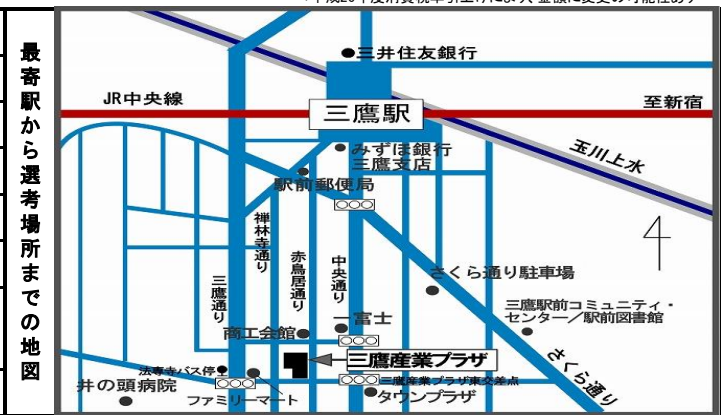 最寄駅から選考場所までの地図
三井住友銀行
JR中央線
三鷹駅
至新宿
みずほ銀行
三鷹支店
玉川上水
駅前郵便局
禅林寺通り
赤鳥居通り
中央通り
三鷹通り
さくら通り駐車場
三鷹駅前コミュニティ・
センター/駅前図書館
一富士
商工会館
三鷹産業プラザ
さくら通り
法専寺バス停
三鷹産業プラザ東交差点
井の頭病院
ファミリーマート
タウンプラザ